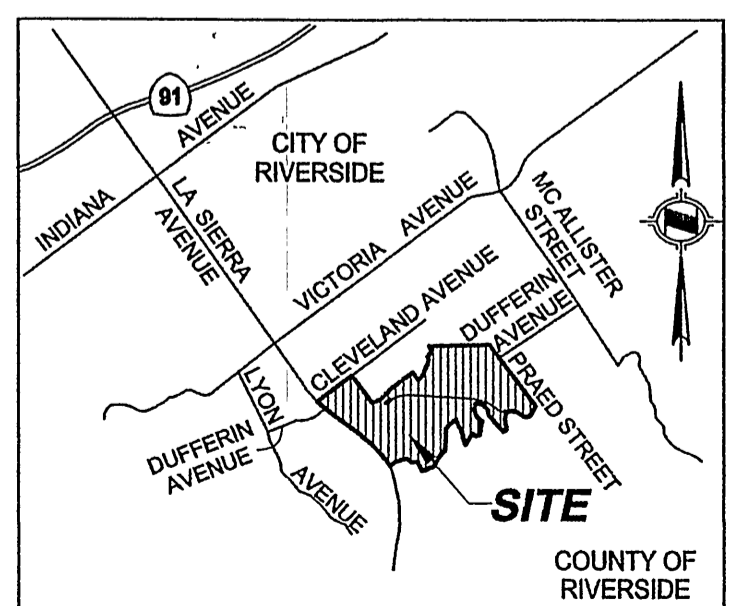 91
INDIANA AVENUE
CITY OF
RIVERSIDE
LA SIERRA
AVENUE
VICTORIA AVENUE
MC ALLISTER
STREET
CLEVELAND AVENUE
DUFFERIN
AVENUE
PRAED STREET
LYON AVENUE
DUFFERIN
AVENUE
SITE
COUNTY OF
RIVERSIDE